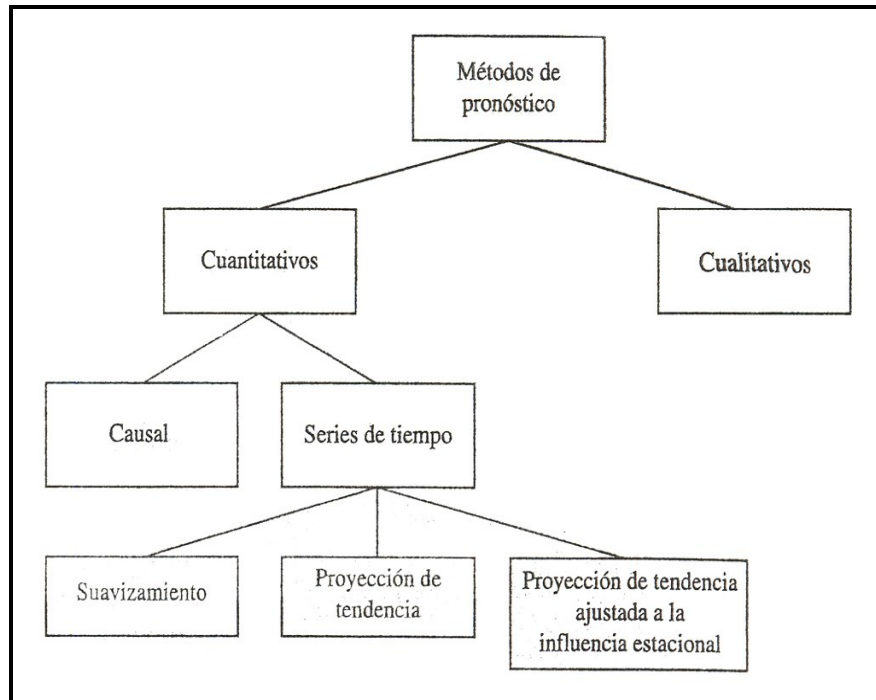 Métodos de
pronóstico
Cuantitativos
Cualitativos
Causal
Series de tiempo
Suavizamiento
Proyección de
tendencia
Proyección de tendencia
ajustada a la
influencia estacional